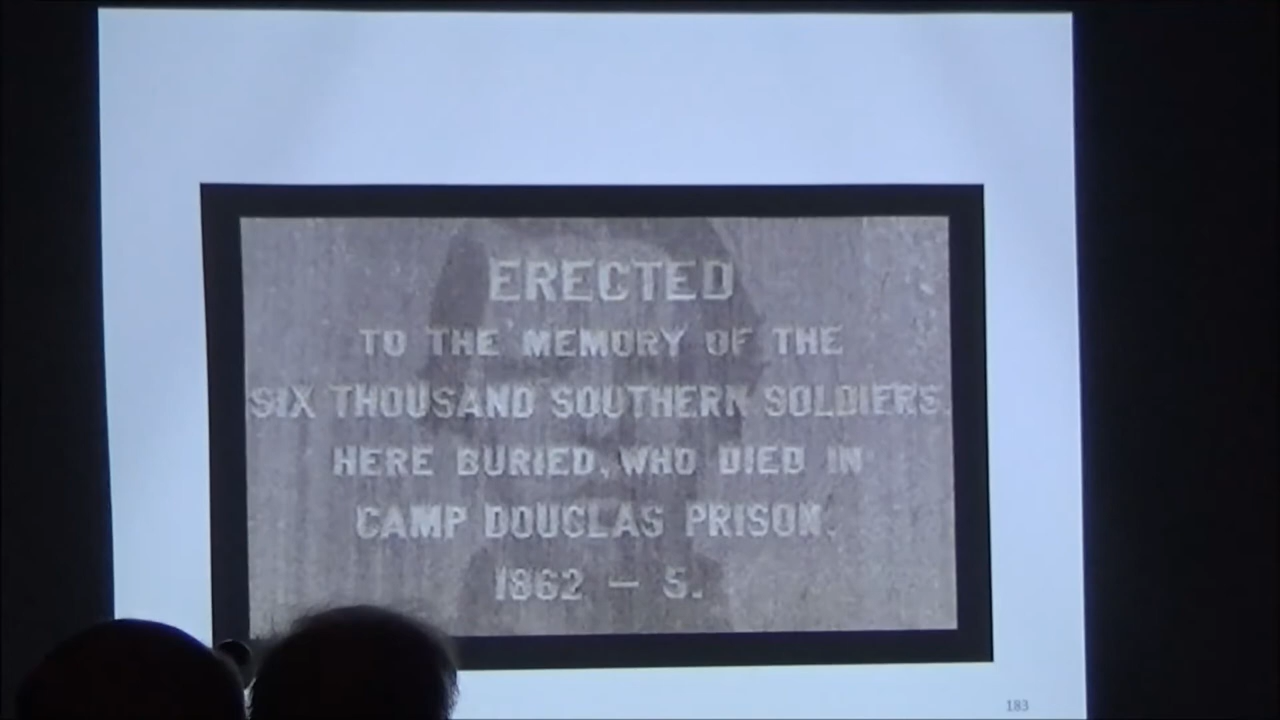 ERECTED
TO THE MEMORY OF THE
SIX THOUSAND SOUTHERN SOLDIERS
HERE BURIED, WHO DIED IN
CAMP DOUGLAS PRISON.
1862 — 5.
183